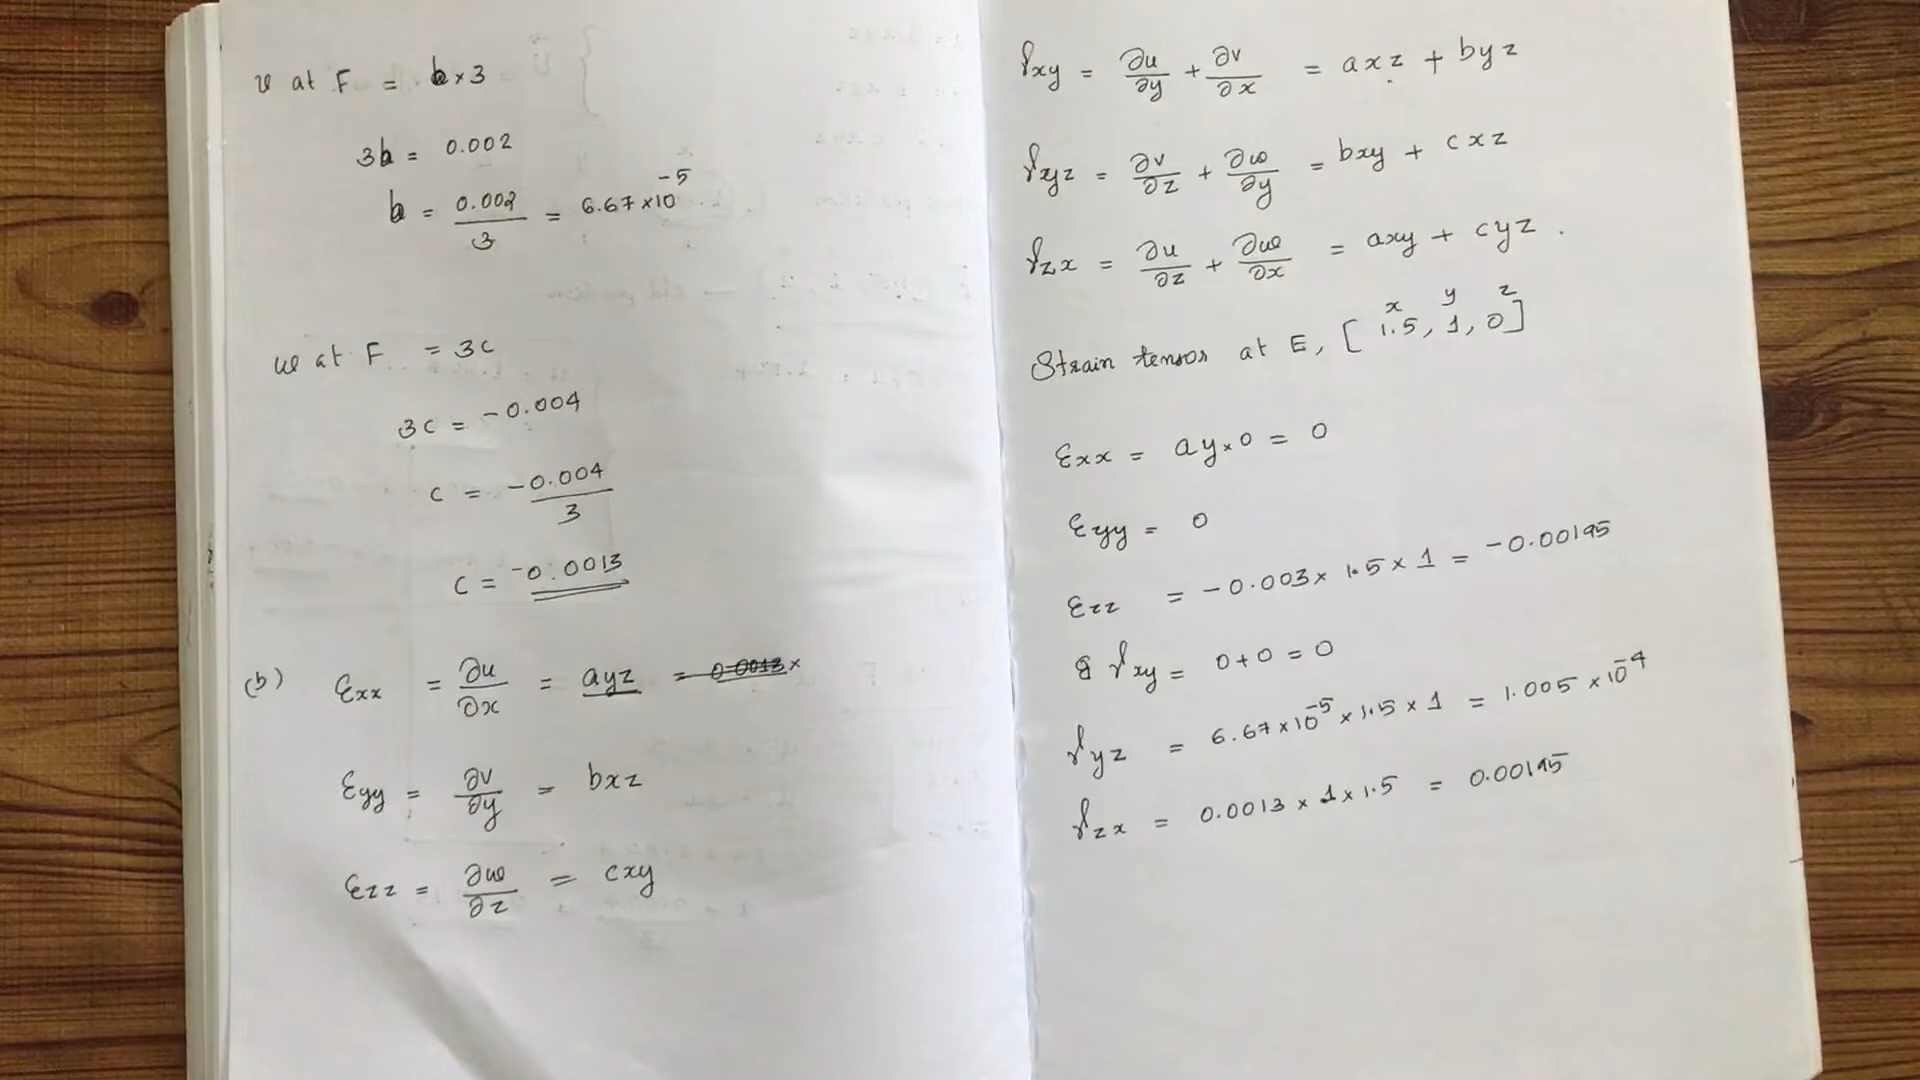 v at F = b × 3
3b = 0.002
b = 0.002 / 3 = 6.67 × 10^-5
w at F = 3c
3c = -0.004
c = -0.004 / 3
c = -0.0013
(b) εxx = ∂u/∂x = ayz = 0.0013 ×
εyy = ∂v/∂y = bxz
εzz = ∂w/∂z = cxy
γxy = ∂u/∂y + ∂v/∂x = axz + byz
γyz = ∂v/∂z + ∂w/∂y = bxy + cxz
γzx = ∂u/∂z + ∂w/∂x = axy + cyz .
x y z
Strain tensor at E, [1.5, 1, 0]
εxx = ay × 0 = 0
εyy = 0
εzz = -0.003 × 1.5 × 1 = -0.00195
γxy = 0 + 0 = 0
γyz = 6.67 × 10^-5 × 1.5 × 1 = 1.005 × 10^-4
γzx = 0.0013 × 1 × 1.5 = 0.00195